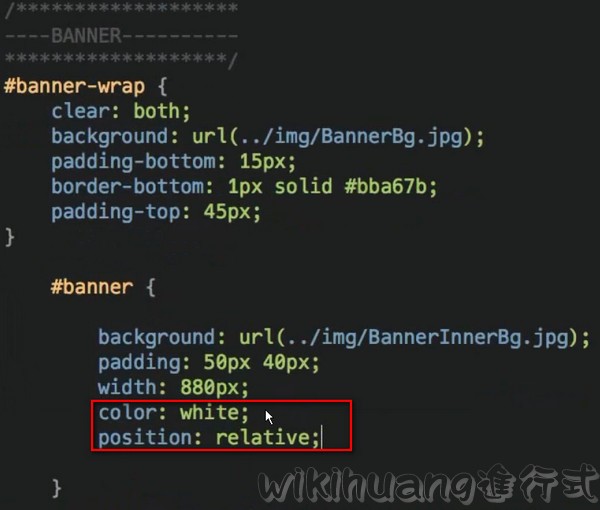 /*******************
----BANNER----------
*******************/
#banner-wrap {
    clear: both;
    background: url(../img/BannerBg.jpg);
    padding-bottom: 15px;
    border-bottom: 1px solid #bba67b;
    padding-top: 45px;
}
    #banner {
        background: url(../img/BannerInnerBg.jpg);
        padding: 50px 40px;
        width: 880px;
        color: white;
        position: relative;
    }
wikihuang進行式